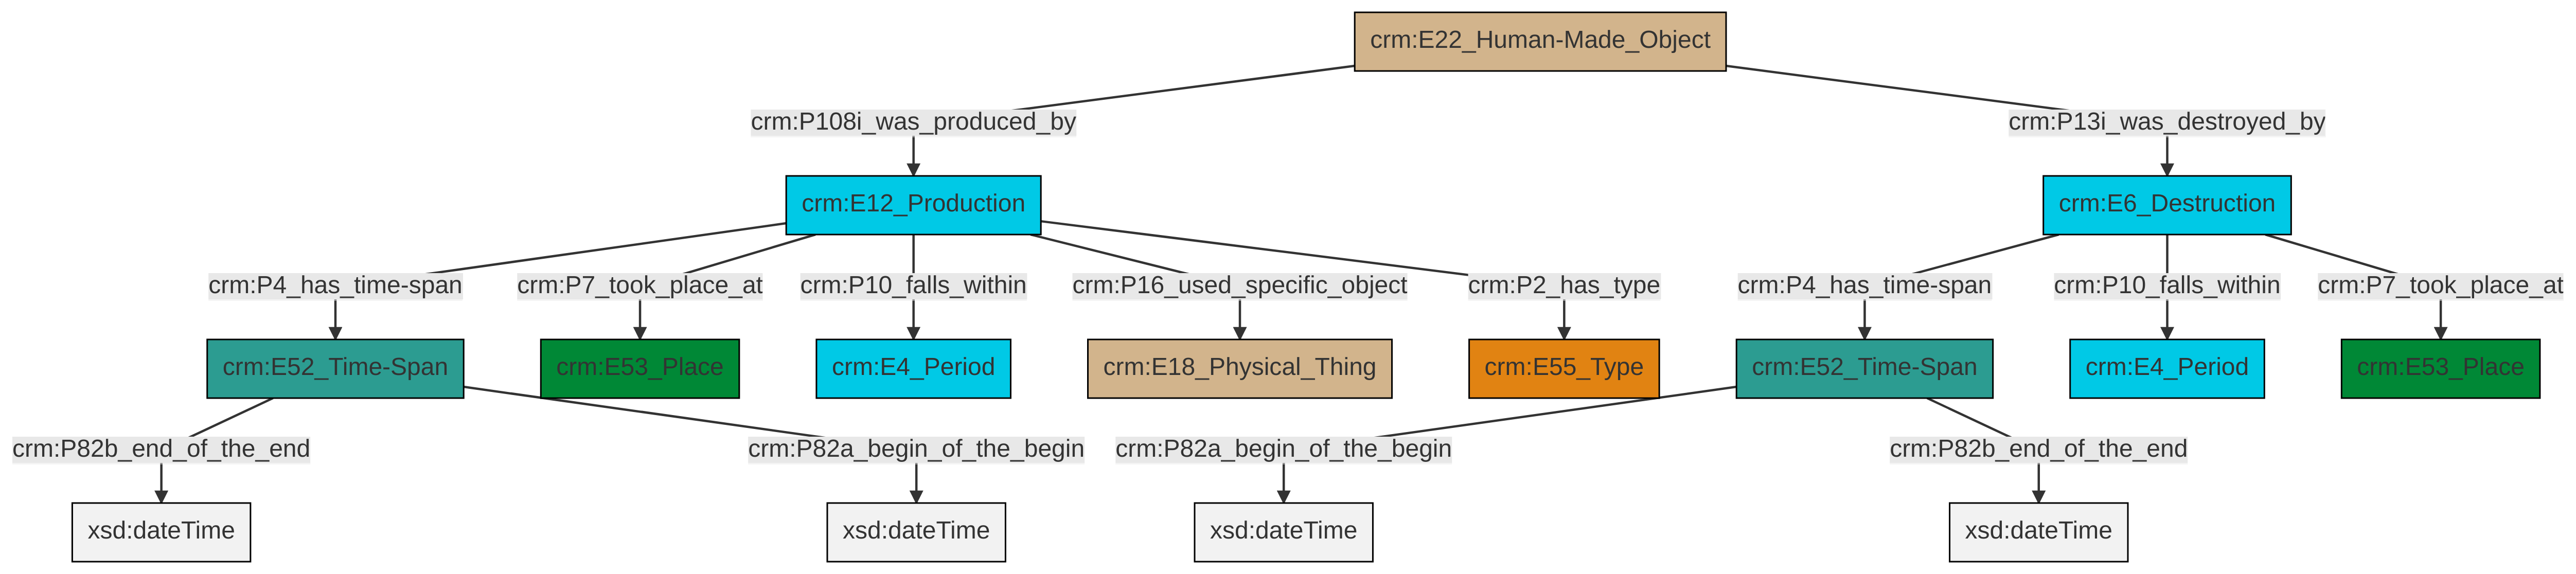 crm:E22_Human-Made_Object
crm:P108i_was_produced_by
crm:P13i_was_destroyed_by
crm:E12_Production
crm:E6_Destruction
crm:P4_has_time-span
crm:P7_took_place_at
crm:P10_falls_within
crm:P16_used_specific_object
crm:P2_has_type
crm:P4_has_time-span
crm:P10_falls_within
crm:P7_took_place_at
crm:E52_Time-Span
crm:E53_Place
crm:E4_Period
crm:E18_Physical_Thing
crm:E55_Type
crm:E52_Time-Span
crm:E4_Period
crm:E53_Place
crm:P82b_end_of_the_end
crm:P82a_begin_of_the_begin
crm:P82a_begin_of_the_begin
crm:P82b_end_of_the_end
xsd:dateTime
xsd:dateTime
xsd:dateTime
xsd:dateTime